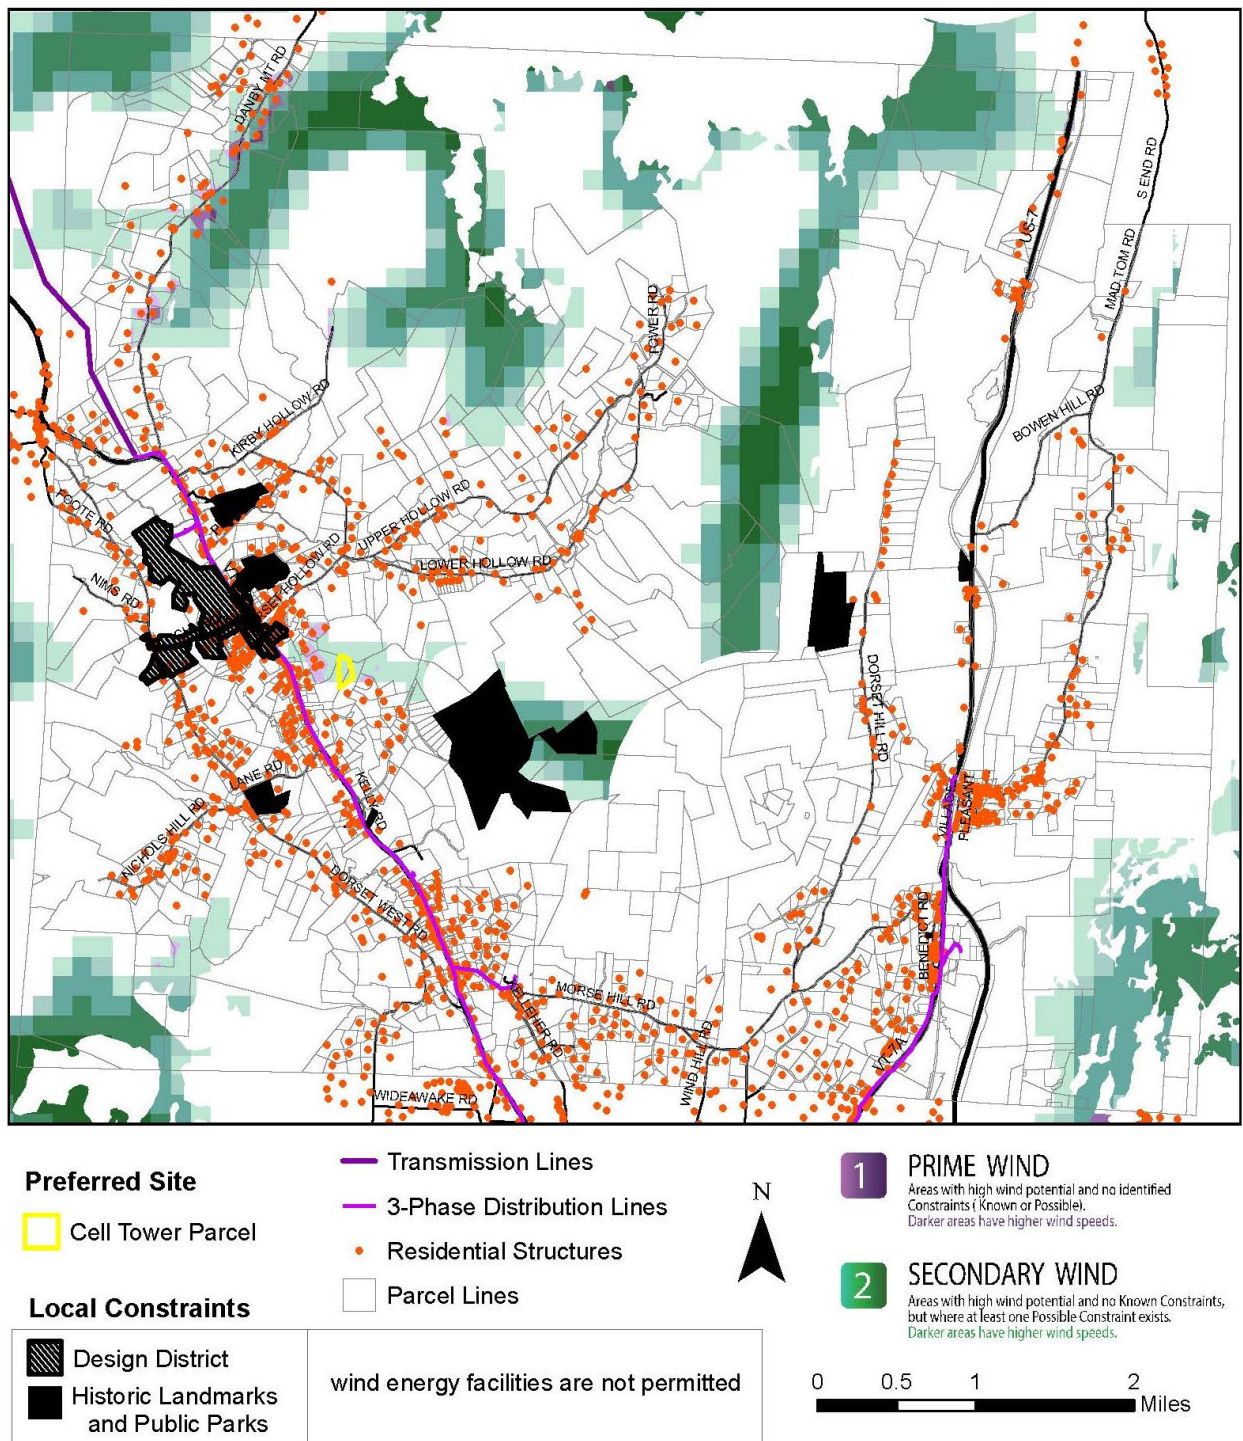 DANBY MT RD
S END RD
US-7
MAD TOM RD
TOWER RD
KIRBY HOLLOW RD
BOWEN HILL RD
FOOTE RD
UPPER HOLLOW RD
LOWER HOLLOW RD
NIMS RD
DORSET HILL RD
LANE RD
KELLY RD
VILLAGE
PLEASANT
NICHOLS HILL RD
DORSET WEST RD
BENEDICT RD
MORSE HILL RD
VT-7A
WIND HILL RD
WIDEAWAKE RD
Preferred Site
Cell Tower Parcel
Local Constraints
Design District
Historic Landmarks
and Public Parks
wind energy facilities are not permitted
Transmission Lines
3-Phase Distribution Lines
Residential Structures
Parcel Lines
N
1
PRIME WIND
Areas with high wind potential and no identified
Constraints ( Known or Possible).
Darker areas have higher wind speeds.
2
SECONDARY WIND
Areas with high wind potential and no Known Constraints,
but where at least one Possible Constraint exists.
Darker areas have higher wind speeds.
0 0.5 1 2
Miles